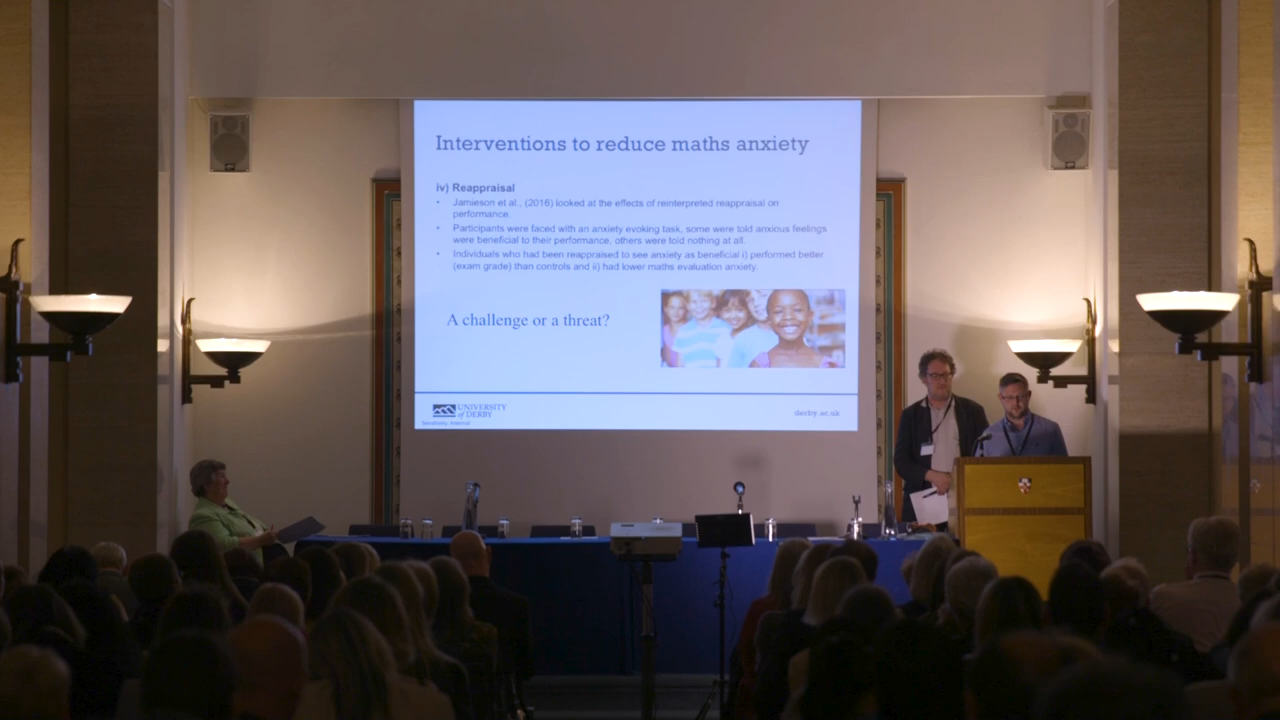 Interventions to reduce maths anxiety
iv) Reappraisal
• Jamieson et al., (2016) looked at the effects of reinterpreted reappraisal on
performance.
• Participants were faced with an anxiety evoking task, some were told anxious feelings
were beneficial to their performance, others were told nothing at all.
• Individuals who had been reappraised to see anxiety as beneficial i) performed better
(exam grade) than controls and ii) had lower maths evaluation anxiety.
A challenge or a threat?
UNIVERSITY
of DERBY
derby.ac.uk
Sensitivity: Internal